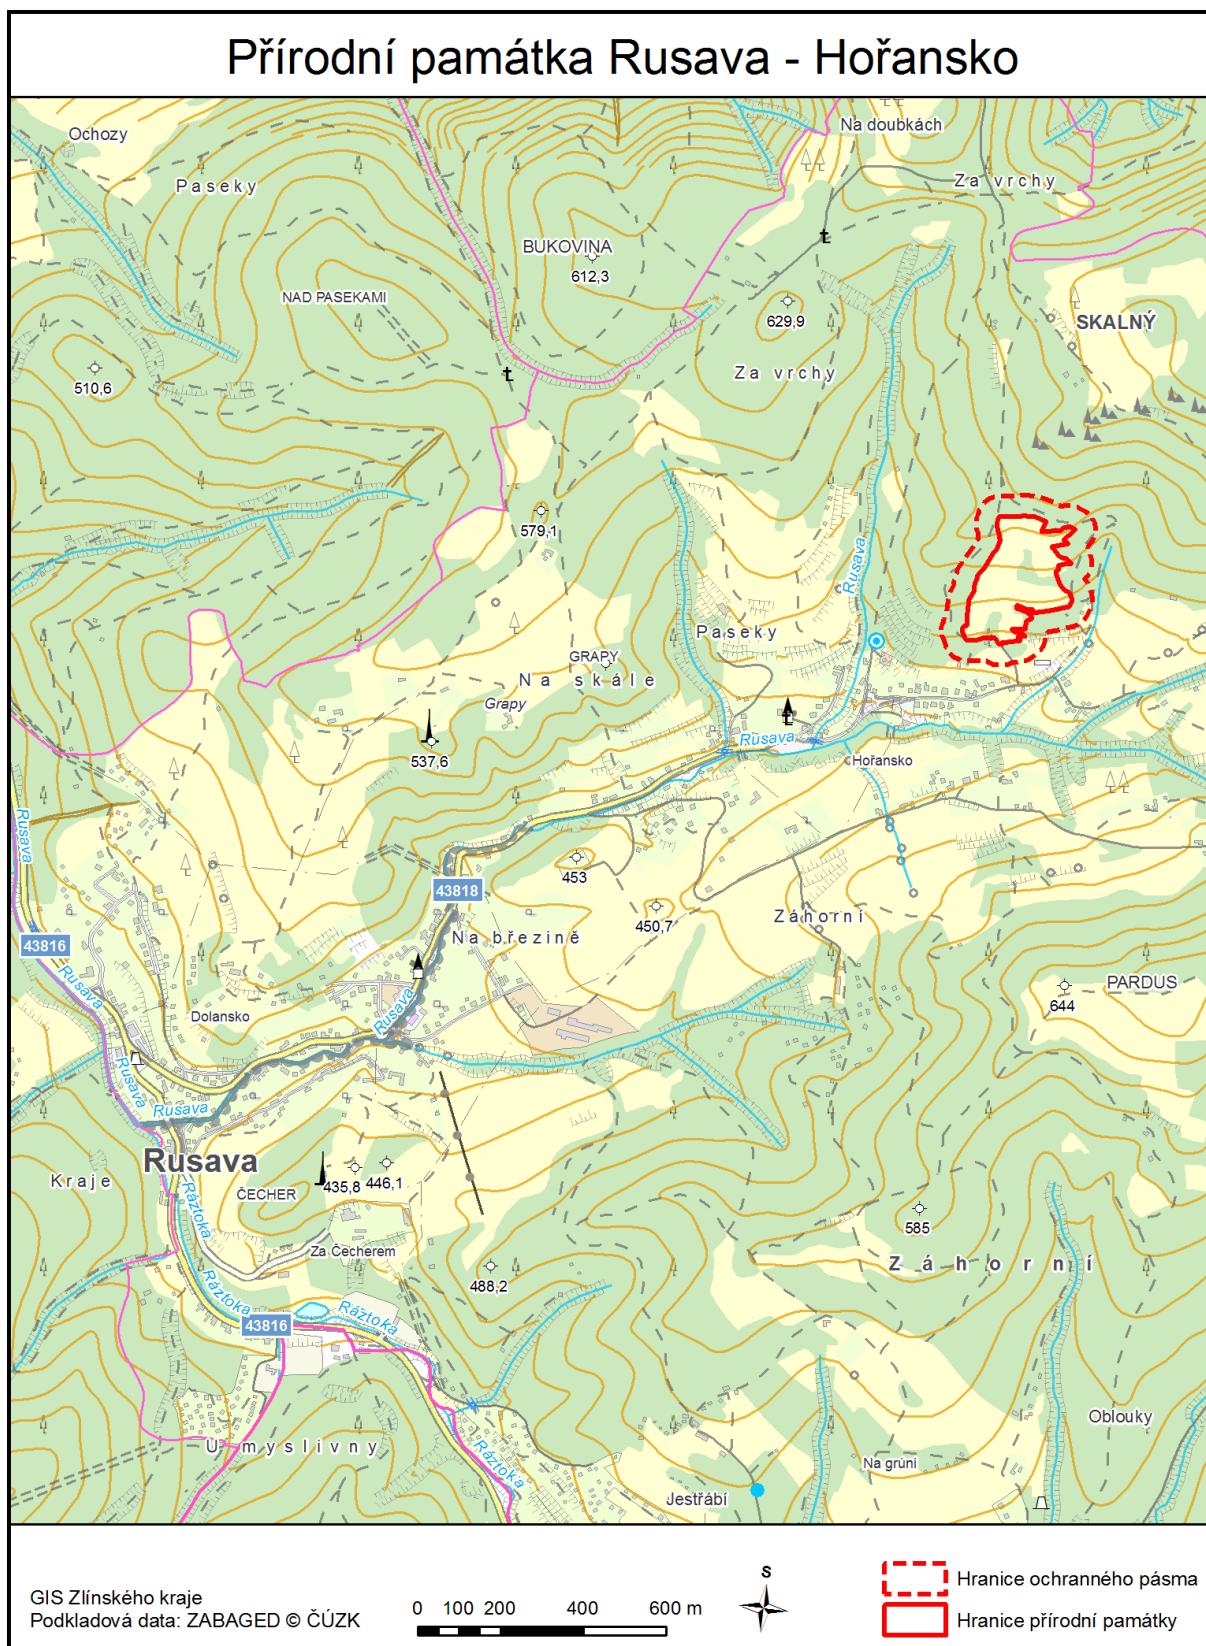 Přírodní památka Rusava - Hořansko
Ochozy
Na doubkách
Paseky
Za vrchy
BUKOVINA
612,3
NAD PASEKAMI
629,9
SKALNÝ
510,6
Za vrchy
579,1
Rusava
Paseky
GRAPY
Na skále
Grapy
Rusava
537,6
Hořansko
Rusava
453
43818
450,7
Záhorní
Na březině
43816
Rusava
644
PARDUS
Dolansko
Rusava
Rusava
Rusava
Rusava
Kraje
ČECHER
435,8
446,1
Ráztoka
585
Za Čecherem
Záhorní
488,2
Ráztoka
Ráztoka
43816
Oblouky
U myslivny
Na grúni
Ráztoka
Jestřábí
GIS Zlínského kraje
Podkladová data: ZABAGED © ČÚZK
0 100 200 400 600 m
S
Hranice ochranného pásma
Hranice přírodní památky